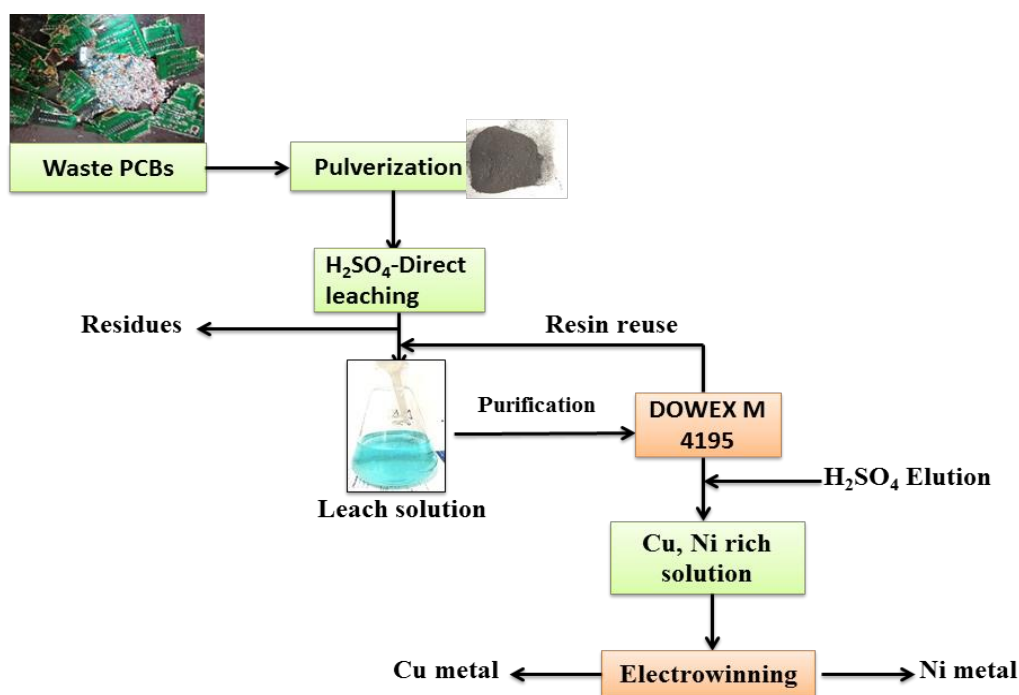 Waste PCBs
Pulverization
H₂SO₄-Direct
leaching
Residues
Resin reuse
Purification
DOWEX M
4195
H₂SO₄ Elution
Leach solution
Cu, Ni rich
solution
Cu metal
Electrowinning
Ni metal